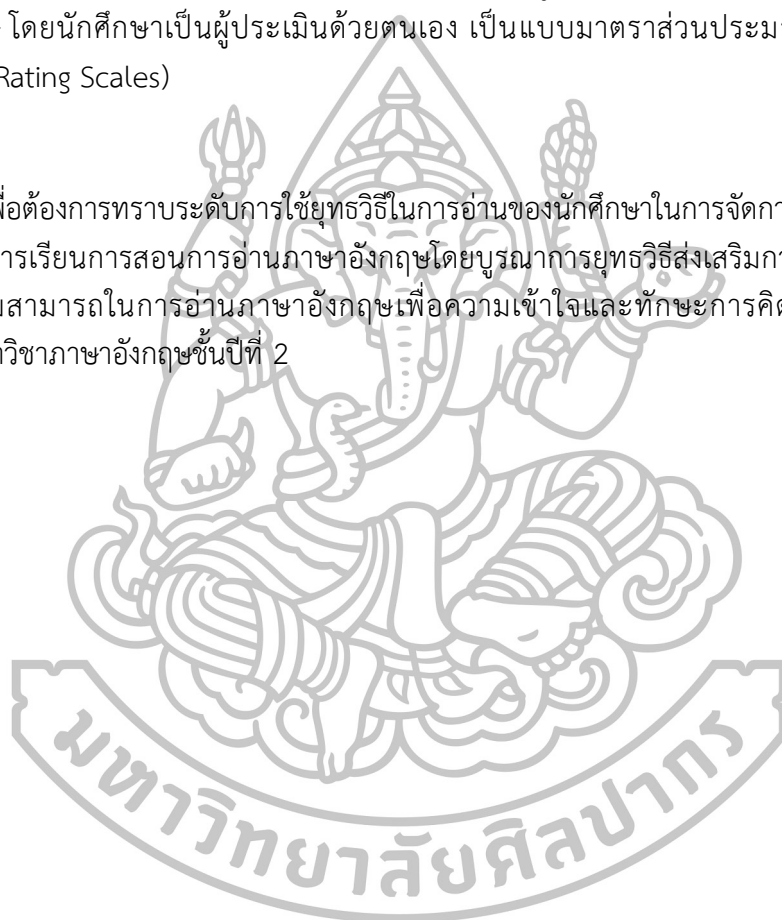 โดยนักศึกษาเป็นผู้ประเมินด้วยตนเอง เป็นแบบมาตราส่วนประมา
Rating Scales)
พื่อต้องการทราบระดับการใช้ยุทธวิธีในการอ่านของนักศึกษาในการจัดกา
ารเรียนการสอนการอ่านภาษาอังกฤษโดยบูรณาการยุทธวิธีส่งเสริมกา
มสามารถในการอ่านภาษาอังกฤษเพื่อความเข้าใจและทักษะการคิด
าวิชาภาษาอังกฤษชั้นปีที่ 2
มหาวิทยาลัยศิลปากร